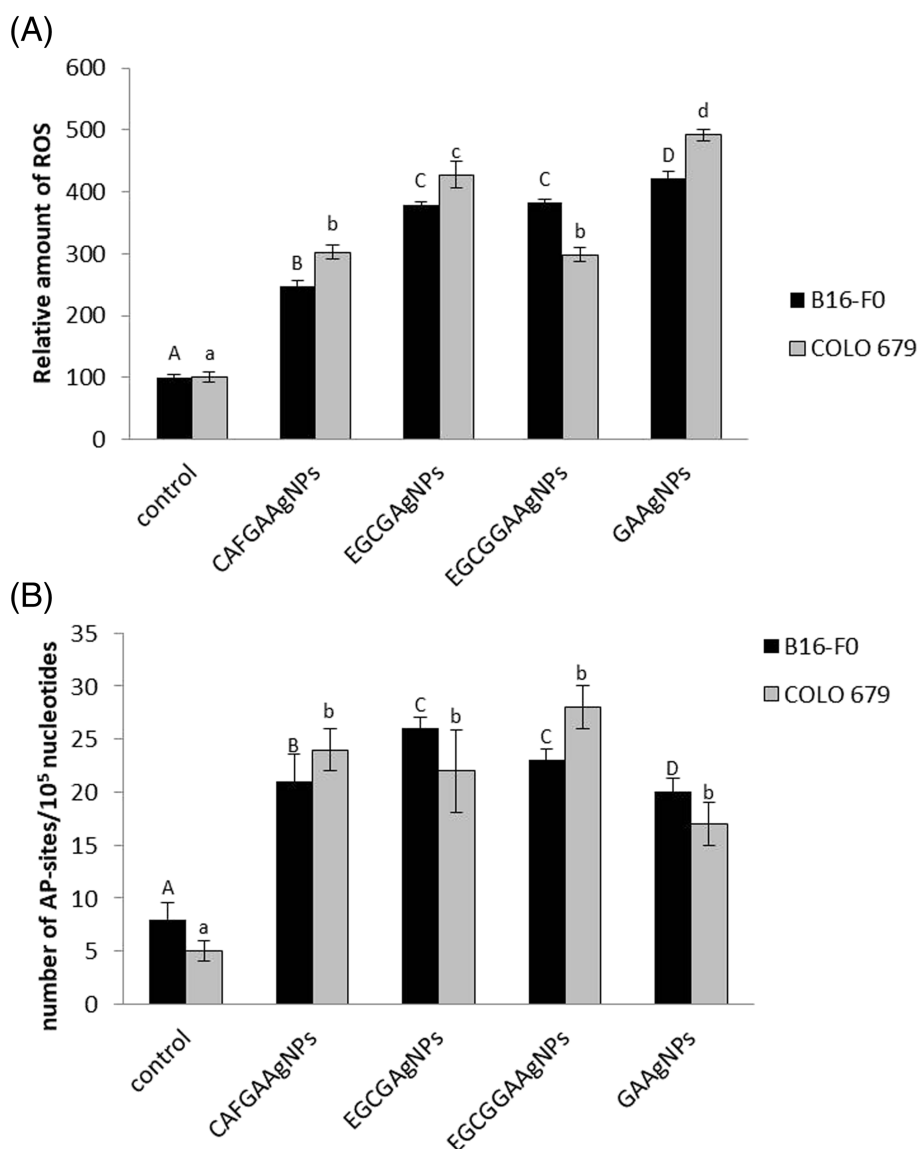 (A)
600
500
400
300
200
100
0
Relative amount of ROS
A a B b C c C b D d
control
CAFGAAgNPs
EGCGAgNPs
EGCGGAAgNPs
GAAgNPs
B16-F0
COLO 679
(B)
35
30
25
20
15
10
5
0
number of AP-sites/10⁵ nucleotides
A a B b C b C b D b
control
CAFGAAgNPs
EGCGAgNPs
EGCGGAAgNPs
GAAgNPs
B16-F0
COLO 679